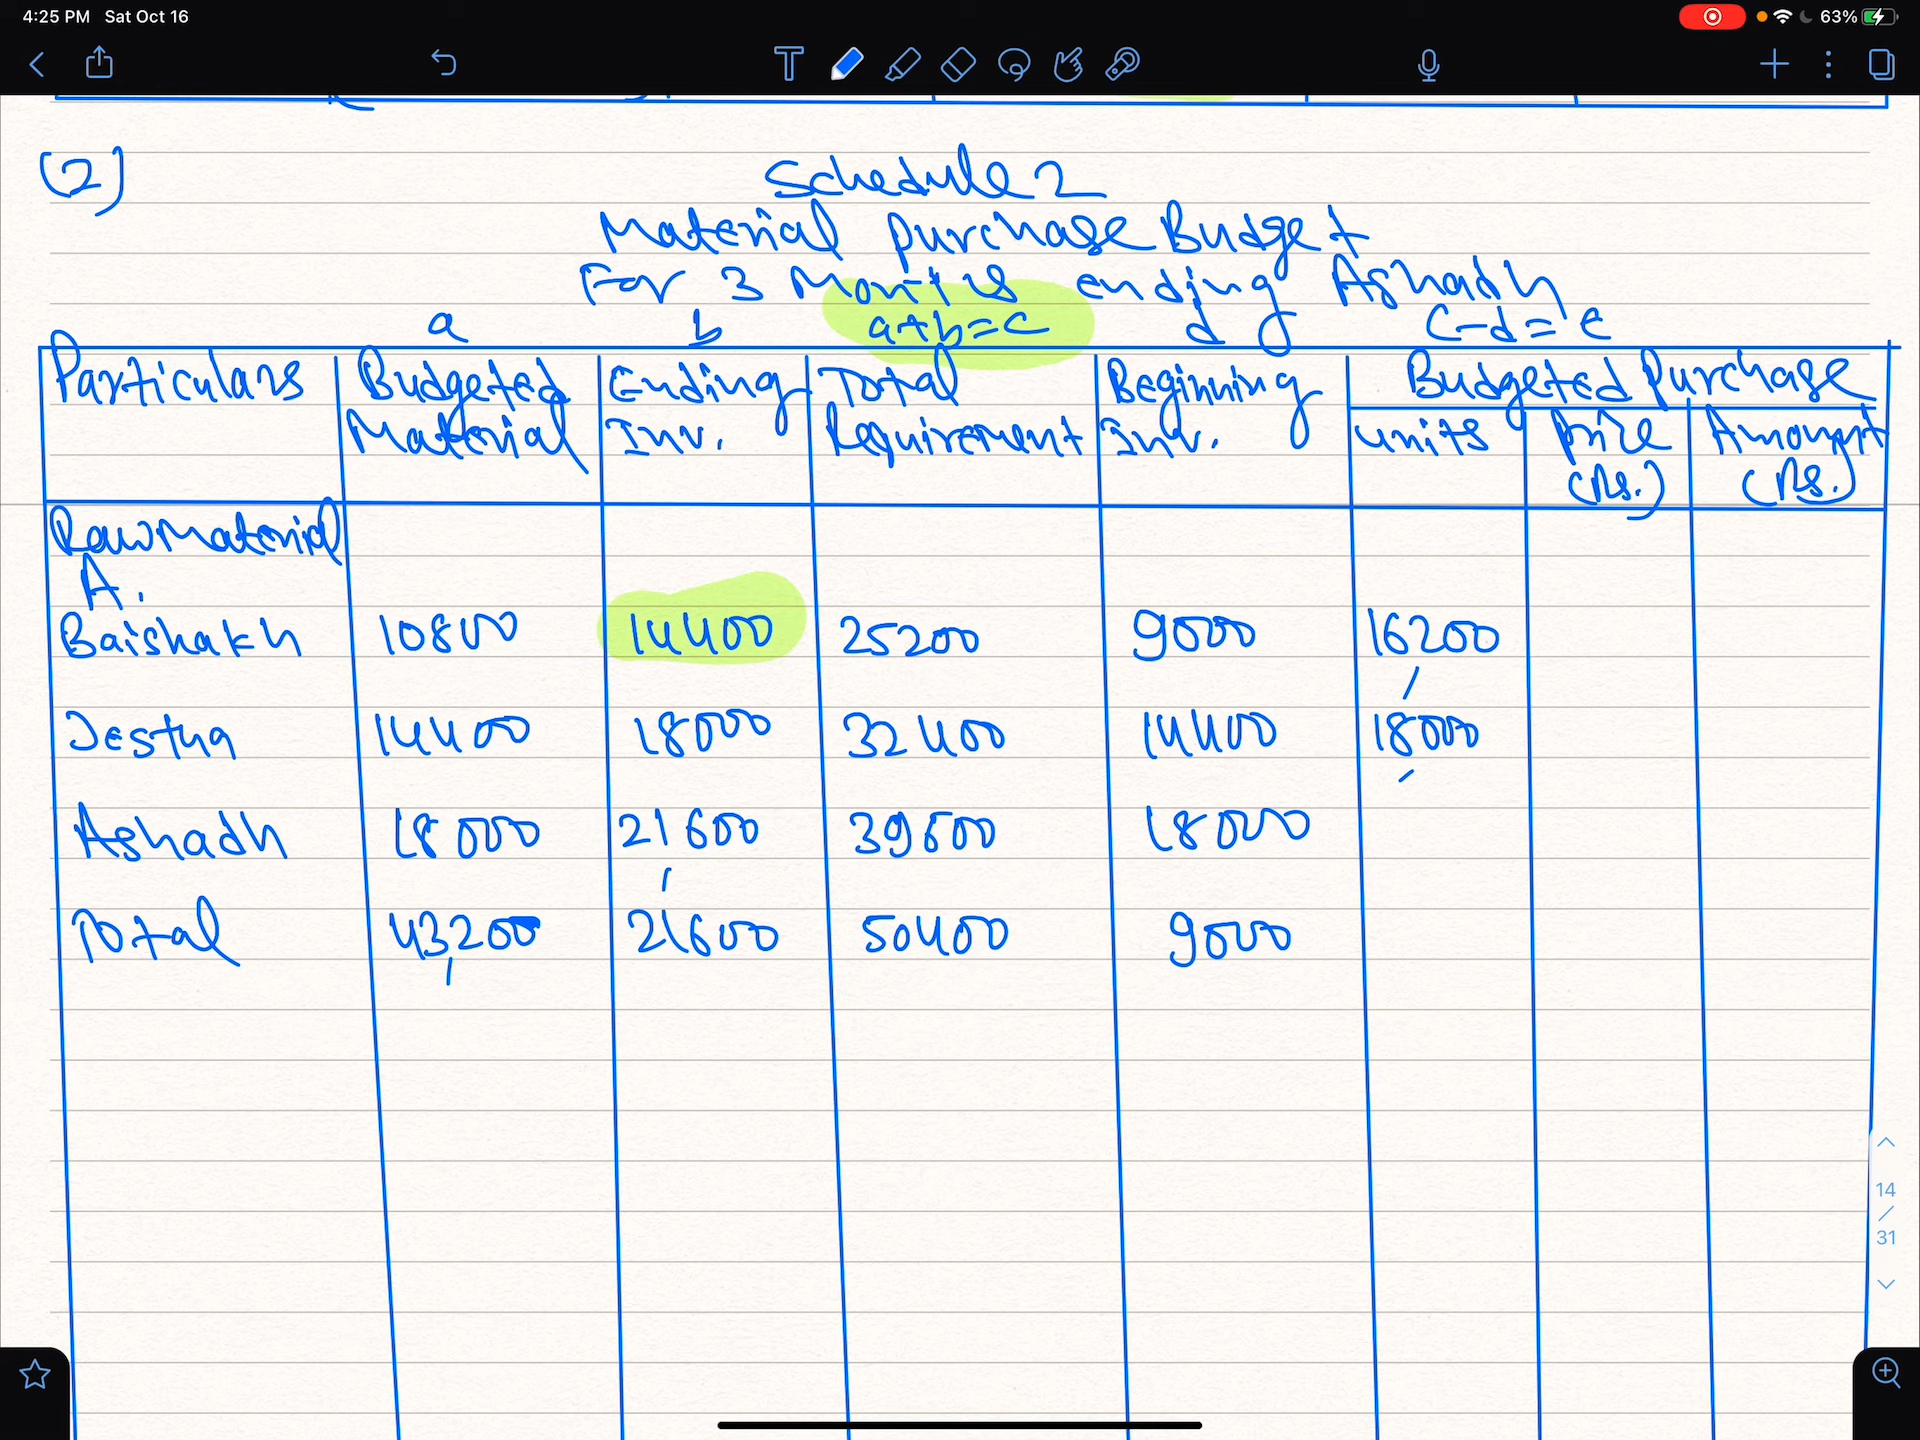 4:25 PM Sat Oct 16 63%
(2) Schedule 2
Material Purchase Budget
For 3 Months ending Ashadh
a b a+b=c d c-d=e
Particulars Budgeted Material Ending Inv. Total Requirement Beginning Inv. Budgeted Purchase
units Price (Rs.) Amount (Rs.)
Raw Material
A.
Baishakh 10800 14400 25200 9000 16200
Jestha 14400 18000 32400 14400 18000
Ashadh 18000 21600 39600 18000
Total 43,200 21600 50400 9000
14
/
31